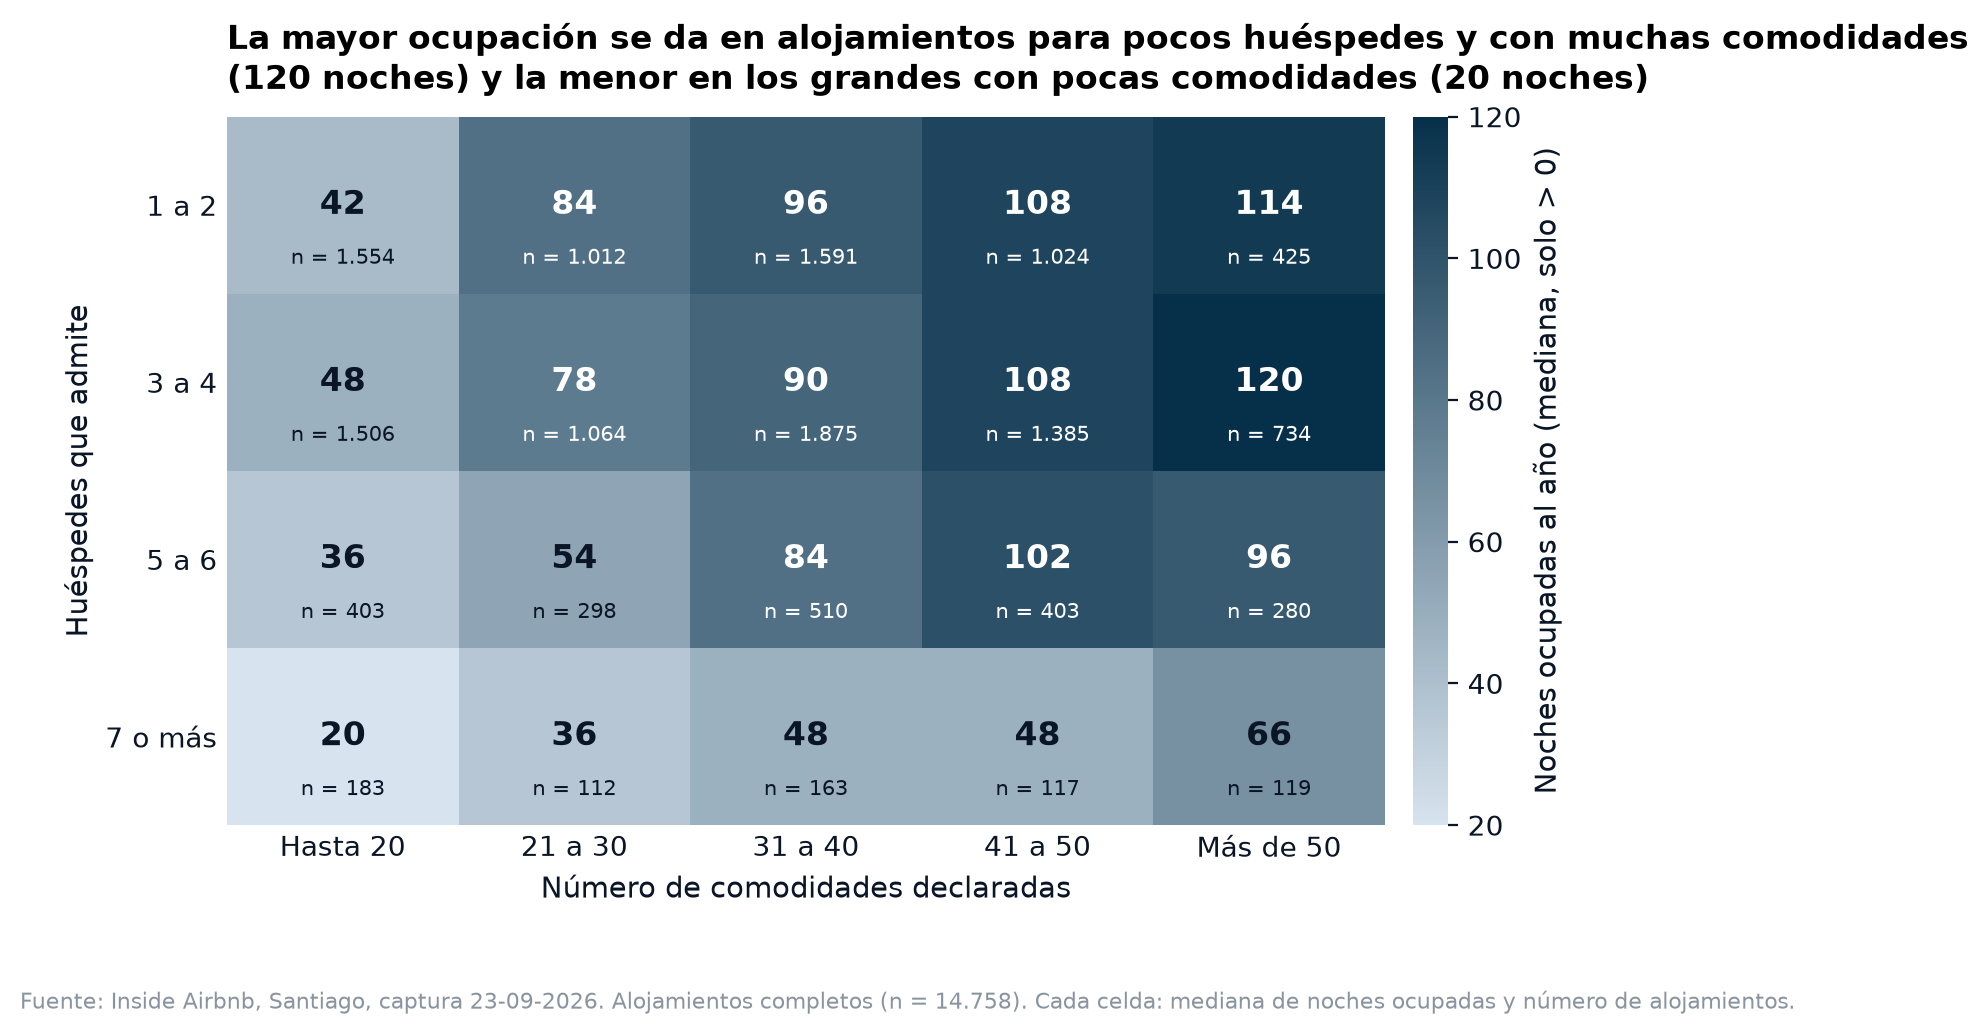 La mayor ocupación se da en alojamientos para pocos huéspedes y con muchas comodidades
(120 noches) y la menor en los grandes con pocas comodidades (20 noches)
Huéspedes que admite
1 a 2
42
84
96
108
114
n = 1.554
n = 1.012
n = 1.591
n = 1.024
n = 425
3 a 4
48
78
90
108
120
n = 1.506
n = 1.064
n = 1.875
n = 1.385
n = 734
5 a 6
36
54
84
102
96
n = 403
n = 298
n = 510
n = 403
n = 280
7 o más
20
36
48
48
66
n = 183
n = 112
n = 163
n = 117
n = 119
Hasta 20
21 a 30
31 a 40
41 a 50
Más de 50
Número de comodidades declaradas
120
100
80
60
40
20
Noches ocupadas al año (mediana, solo > 0)
Fuente: Inside Airbnb, Santiago, captura 23-09-2026. Alojamientos completos (n = 14.758). Cada celda: mediana de noches ocupadas y número de alojamientos.